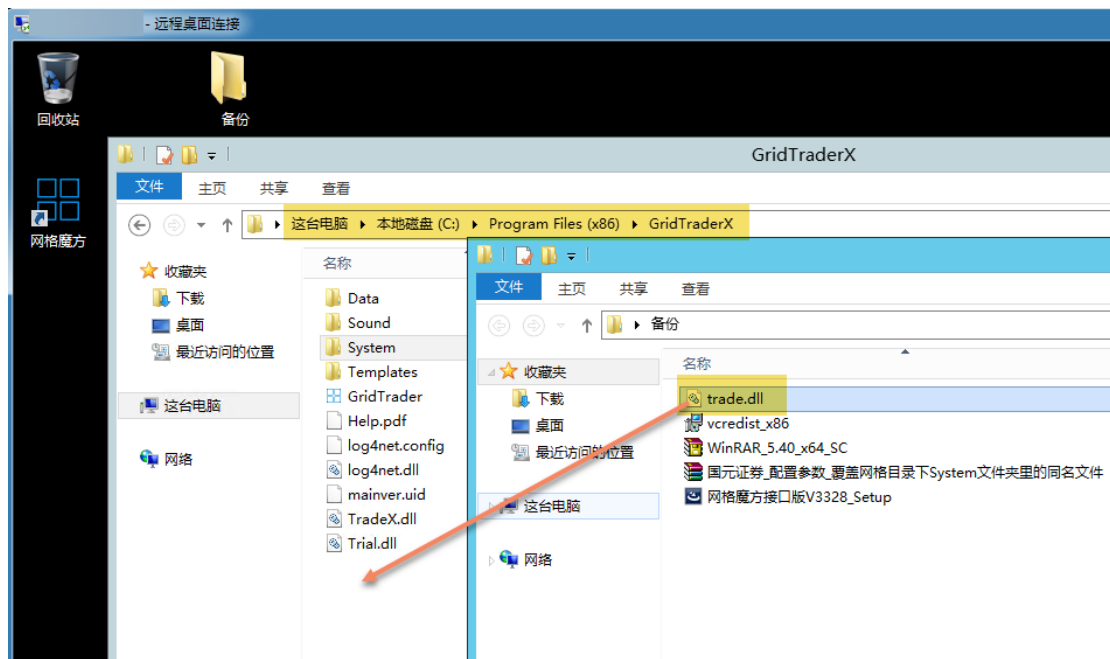 - 远程桌面连接
回收站
备份
网格魔方
GridTraderX
文件 主页 共享 查看
这台电脑 本地磁盘 (C:) Program Files (x86) GridTraderX
收藏夹
下载
桌面
最近访问的位置
这台电脑
网络
名称
Data
Sound
System
Templates
GridTrader
Help.pdf
log4net.config
log4net.dll
mainver.uid
TradeX.dll
Trial.dll
文件 主页 共享 查看
备份
收藏夹
下载
桌面
最近访问的位置
这台电脑
网络
名称
trade.dll
vcredist_x86
WinRAR_5.40_x64_SC
国元证券_配置参数_覆盖网格目录下System文件夹里的同名文件
网格魔方接口版V3328_Setup